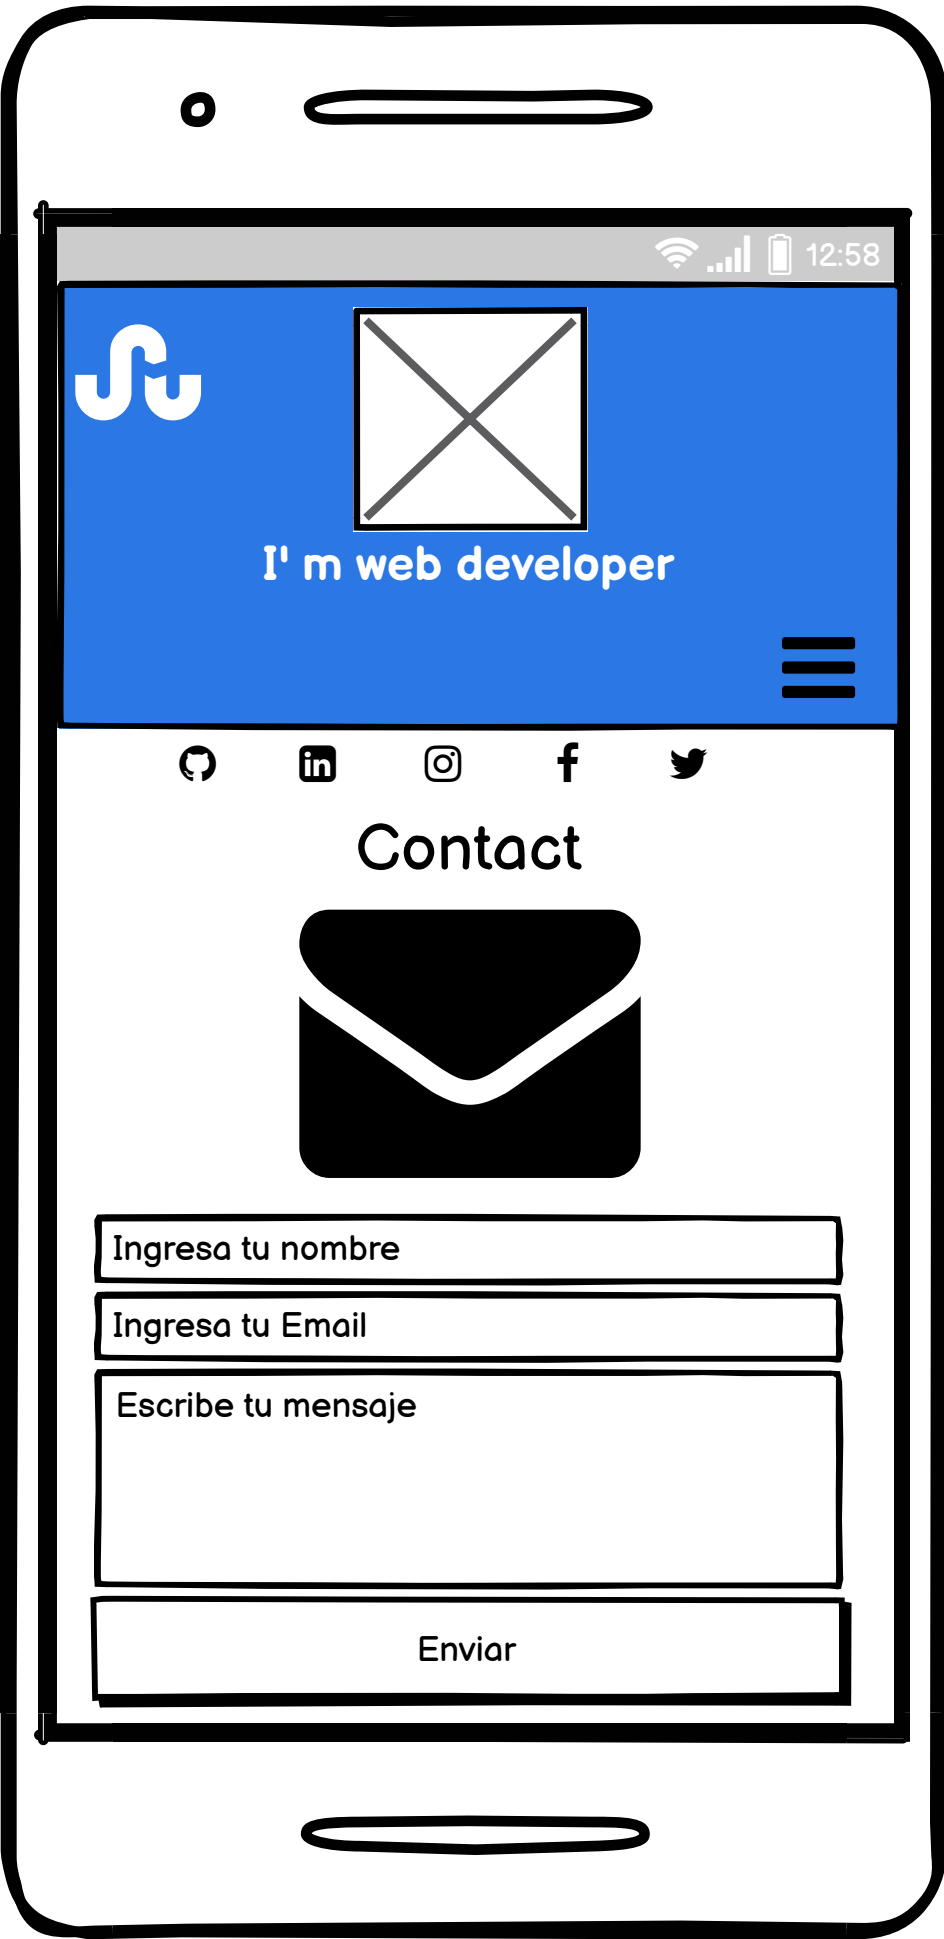 12:58
I' m web developer
Contact
Ingresa tu nombre
Ingresa tu Email
Escribe tu mensaje
Enviar